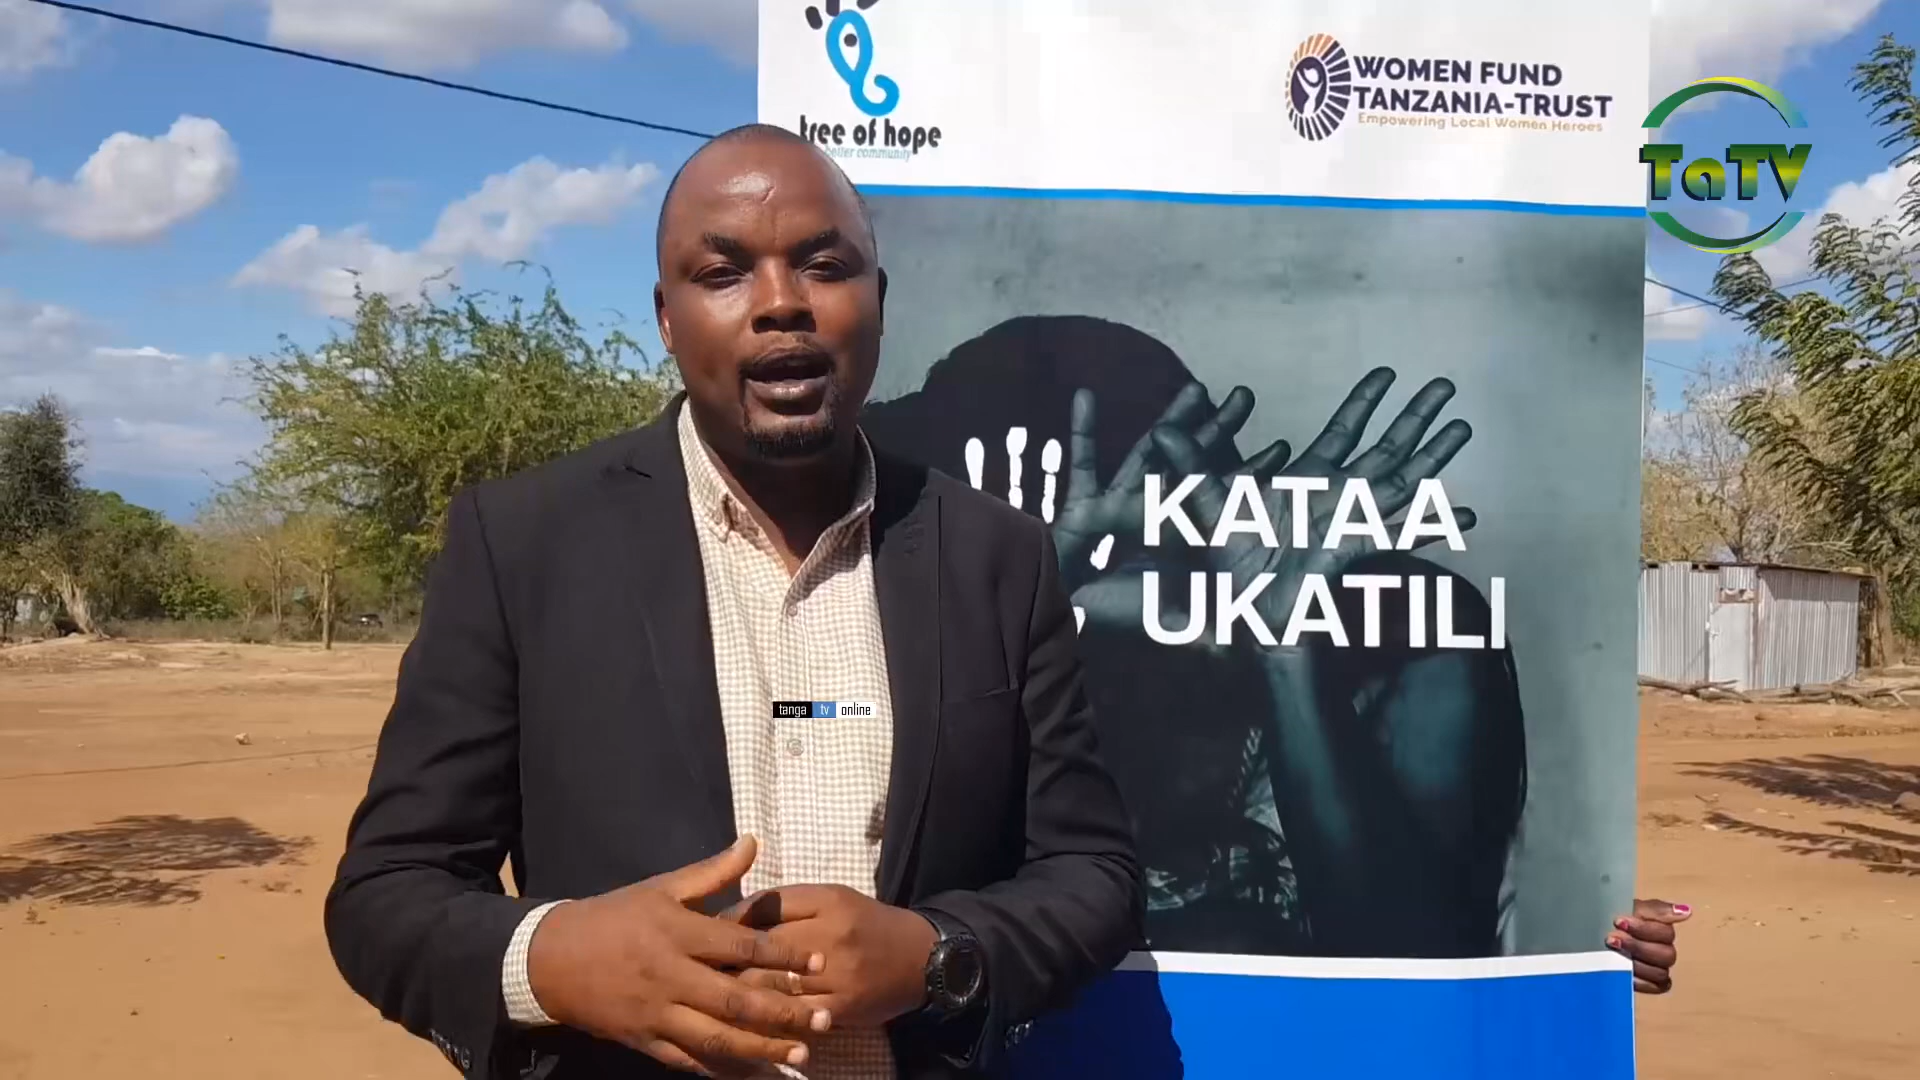 tree of hope
better community
WOMEN FUND
TANZANIA-TRUST
Empowering Local Women Heroes
TaTV
KATAA
UKATILI
tanga tv online